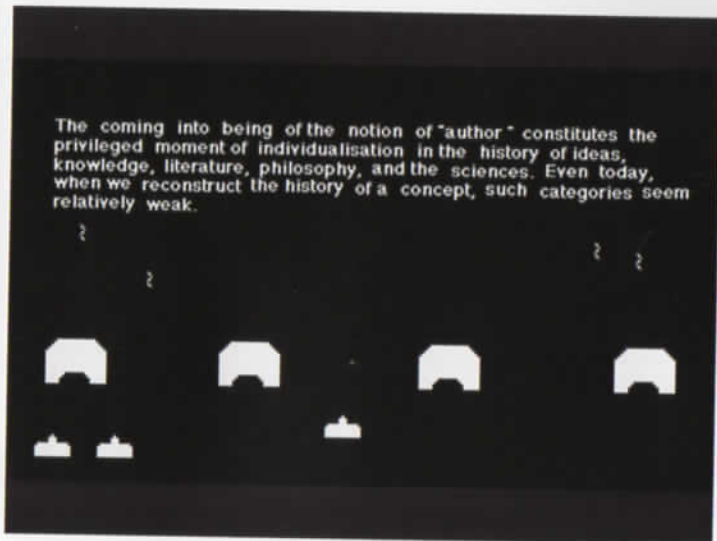 The coming into being of the notion of "author" constitutes the
privileged moment of individualisation in the history of ideas,
knowledge, literature, philosophy, and the sciences. Even today,
when we reconstruct the history of a concept, such categories seem
relatively weak.